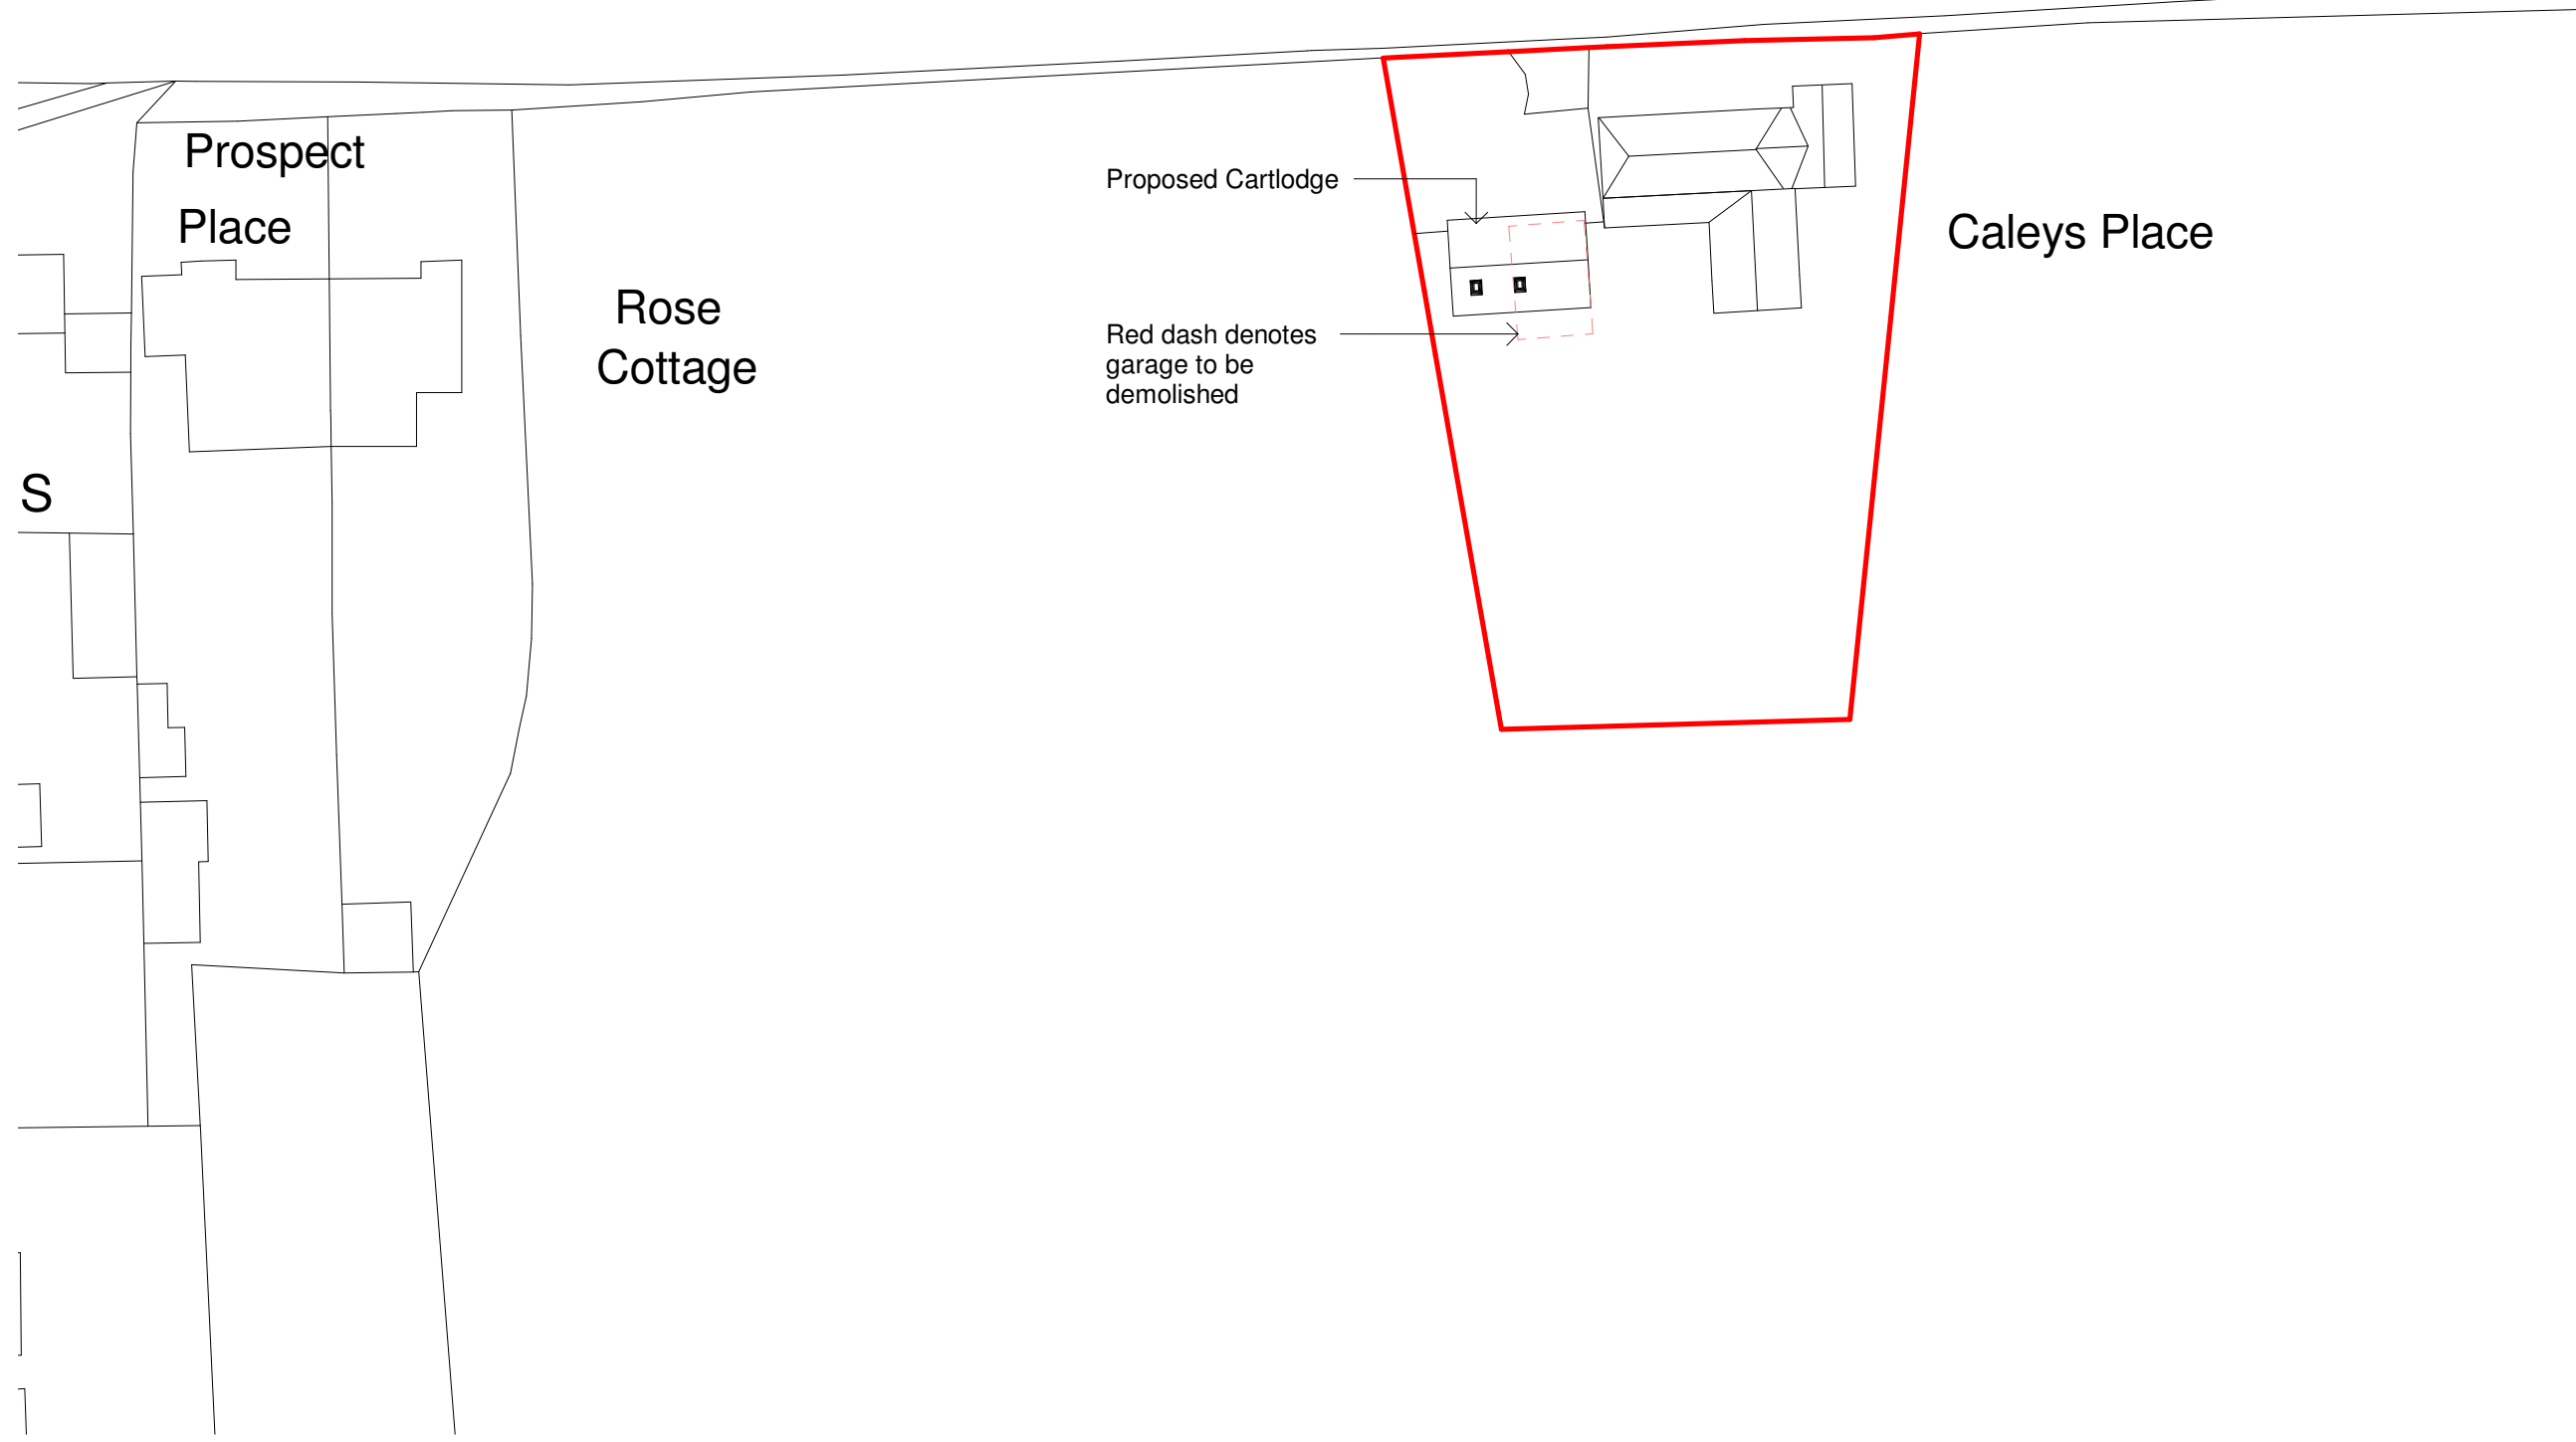 Prospect
Place
Rose
Cottage
S
Proposed Cartlodge
Red dash denotes
garage to be
demolished
Caleys Place